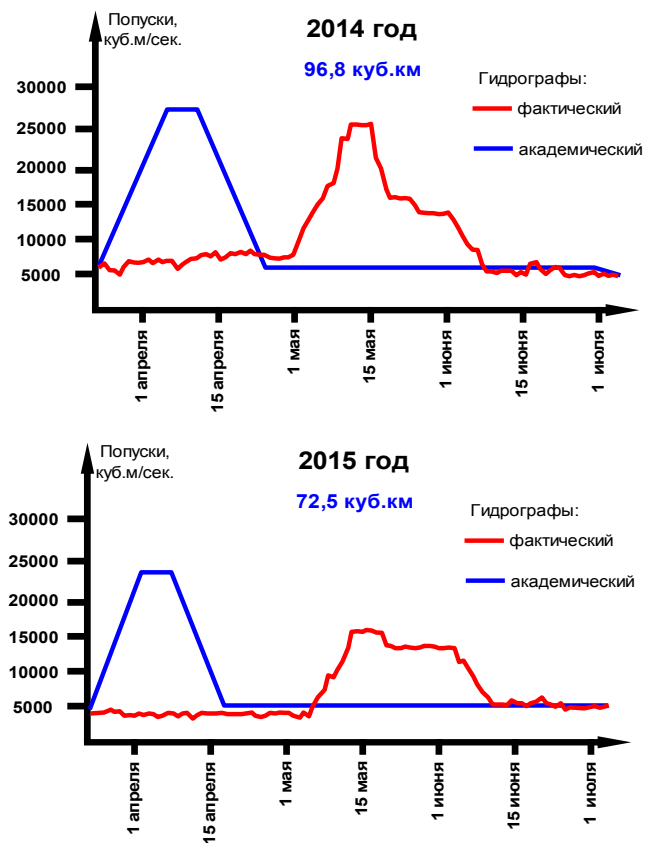 Попуски,
куб.м/сек.
2014 год
96,8 куб.км
Гидрографы:
фактический
академический
30000
25000
20000
15000
10000
5000
1 апреля
15 апреля
1 мая
15 мая
1 июня
15 июня
1 июля
Попуски,
куб.м/сек.
2015 год
72,5 куб.км
Гидрографы:
фактический
академический
30000
25000
20000
15000
10000
5000
1 апреля
15 апреля
1 мая
15 мая
1 июня
15 июня
1 июля